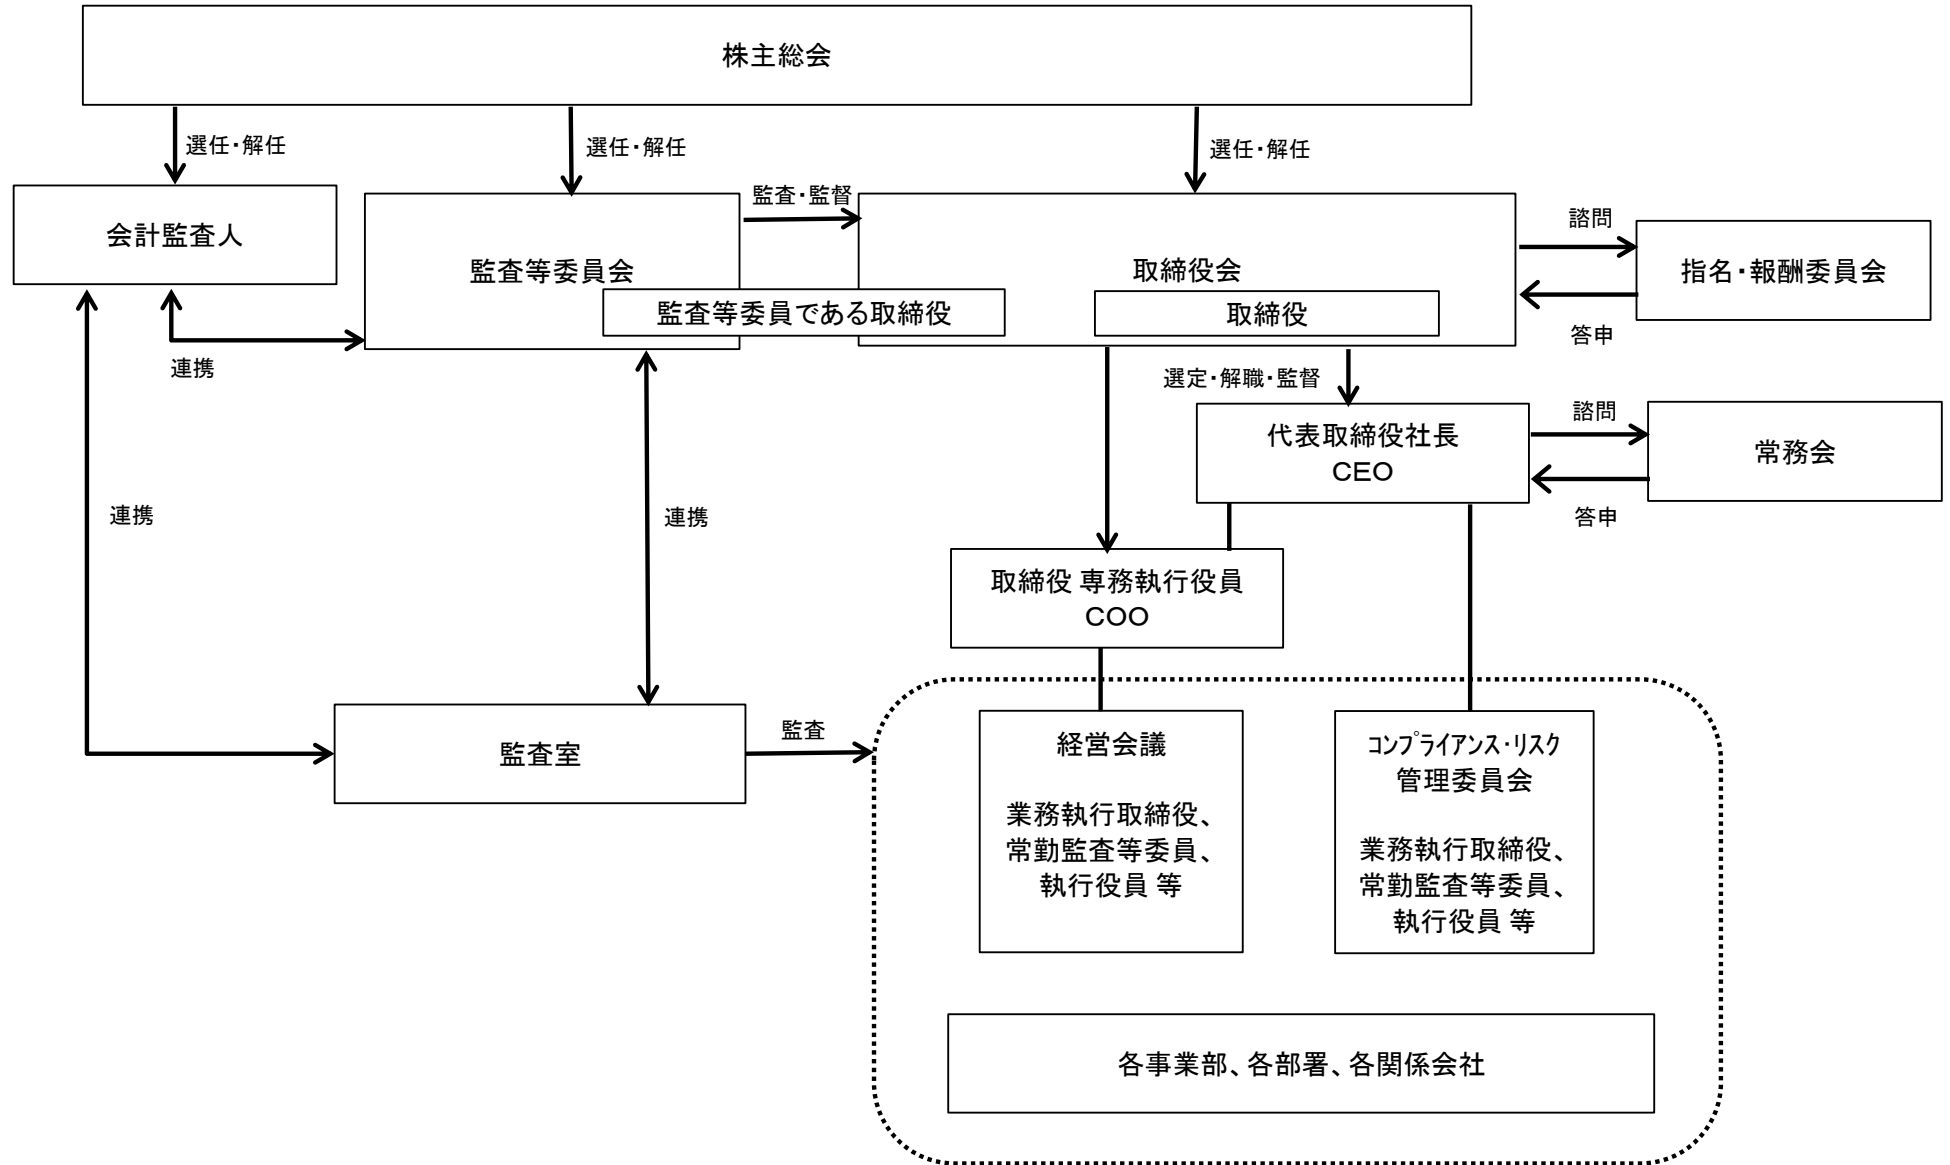 株主総会
選任・解任
選任・解任
選任・解任
会計監査人
監査等委員会
監査・監督
取締役会
諮問
指名・報酬委員会
監査等委員である取締役
取締役
答申
連携
選定・解職・監督
代表取締役社長
CEO
諮問
常務会
答申
連携
連携
取締役 専務執行役員
COO
監査室
監査
経営会議
業務執行取締役、
常勤監査等委員、
執行役員 等
コンプライアンス・リスク
管理委員会
業務執行取締役、
常勤監査等委員、
執行役員 等
各事業部、各部署、各関係会社